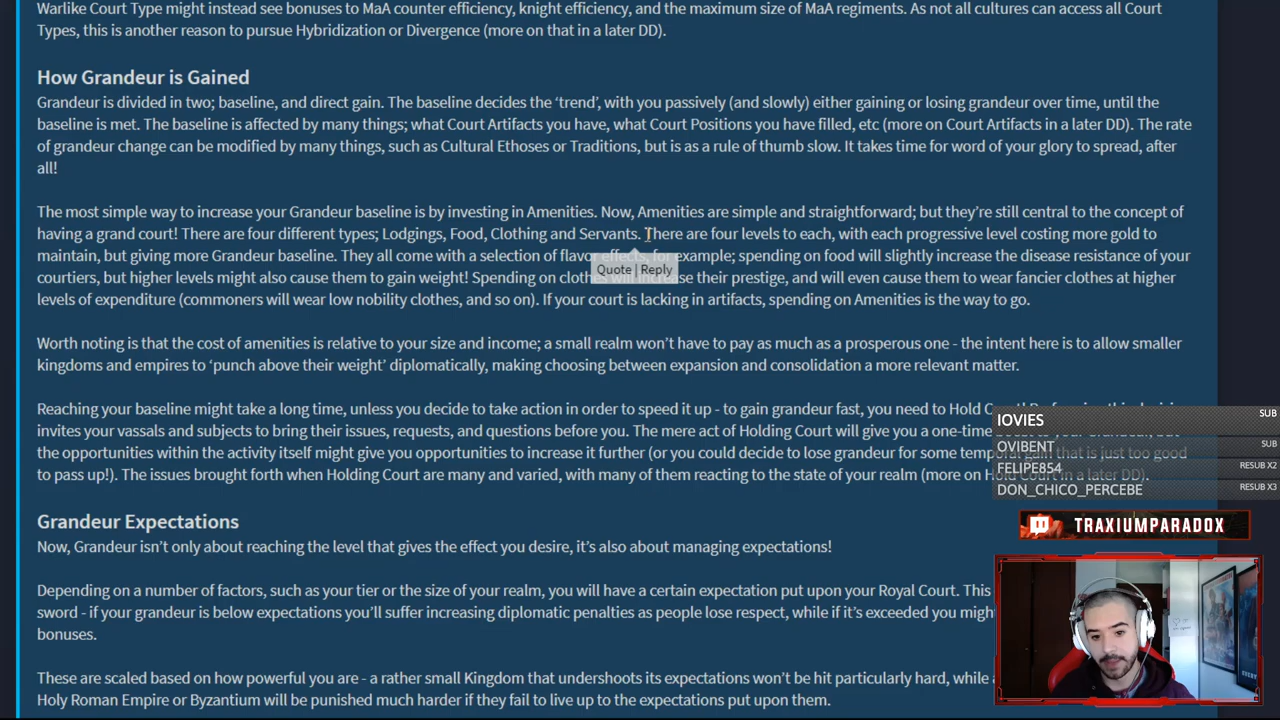 Warlike Court Type might instead see bonuses to MaA counter efficiency, knight efficiency, and the maximum size of MaA regiments. As not all cultures can access all Court
Types, this is another reason to pursue Hybridization or Divergence (more on that in a later DD).
How Grandeur is Gained
Grandeur is divided in two; baseline, and direct gain. The baseline decides the ‘trend’, with you passively (and slowly) either gaining or losing grandeur over time, until the
baseline is met. The baseline is affected by many things; what Court Artifacts you have, what Court Positions you have filled, etc (more on Court Artifacts in a later DD). The rate
of grandeur change can be modified by many things, such as Cultural Ethoses or Traditions, but is as a rule of thumb slow. It takes time for word of your glory to spread, after
all!
The most simple way to increase your Grandeur baseline is by investing in Amenities. Now, Amenities are simple and straightforward; but they’re still central to the concept of
having a grand court! There are four different types; Lodgings, Food, Clothing and Servants. There are four levels to each, with each progressive level costing more gold to
maintain, but giving more Grandeur baseline. They all come with a selection of flavor effects, for example; spending on food will slightly increase the disease resistance of your
Quote | Reply
courtiers, but higher levels might also cause them to gain weight! Spending on clothes will increase their prestige, and will even cause them to wear fancier clothes at higher
levels of expenditure (commoners will wear low nobility clothes, and so on). If your court is lacking in artifacts, spending on Amenities is the way to go.
Worth noting is that the cost of amenities is relative to your size and income; a small realm won’t have to pay as much as a prosperous one - the intent here is to allow smaller
kingdoms and empires to ‘punch above their weight’ diplomatically, making choosing between expansion and consolidation a more relevant matter.
Reaching your baseline might take a long time, unless you decide to take action in order to speed it up - to gain grandeur fast, you need to Hold
invites your vassals and subjects to bring their issues, requests, and questions before you. The mere act of Holding Court will give you a one-time
the opportunities within the activity itself might give you opportunities to increase it further (or you could decide to lose grandeur for some that is just too good
to pass up!). The issues brought forth when Holding Court are many and varied, with many of them reacting to the state of your realm (more on Hold Court in a later DD).
IOVIES SUB
OVIBENT SUB
FELIPE854 RESUB X2
DON_CHICO_PERCEBE RESUB X3
TRAXIUMPARADOX
Grandeur Expectations
Now, Grandeur isn’t only about reaching the level that gives the effect you desire, it’s also about managing expectations!
Depending on a number of factors, such as your tier or the size of your realm, you will have a certain expectation put upon your Royal Court. This
sword - if your grandeur is below expectations you’ll suffer increasing diplomatic penalties as people lose respect, while if it’s exceeded you might
bonuses.
These are scaled based on how powerful you are - a rather small Kingdom that undershoots its expectations won’t be hit particularly hard, while
Holy Roman Empire or Byzantium will be punished much harder if they fail to live up to the expectations put upon them.